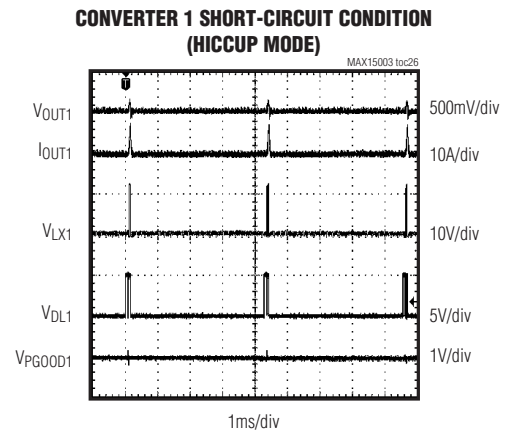 CONVERTER 1 SHORT-CIRCUIT CONDITION
(HICCUP MODE)
MAX15003 toc26
T
VOUT1 500mV/div
IOUT1 10A/div
VLX1 10V/div
VDL1 5V/div
VPGOOD1 1V/div
1ms/div